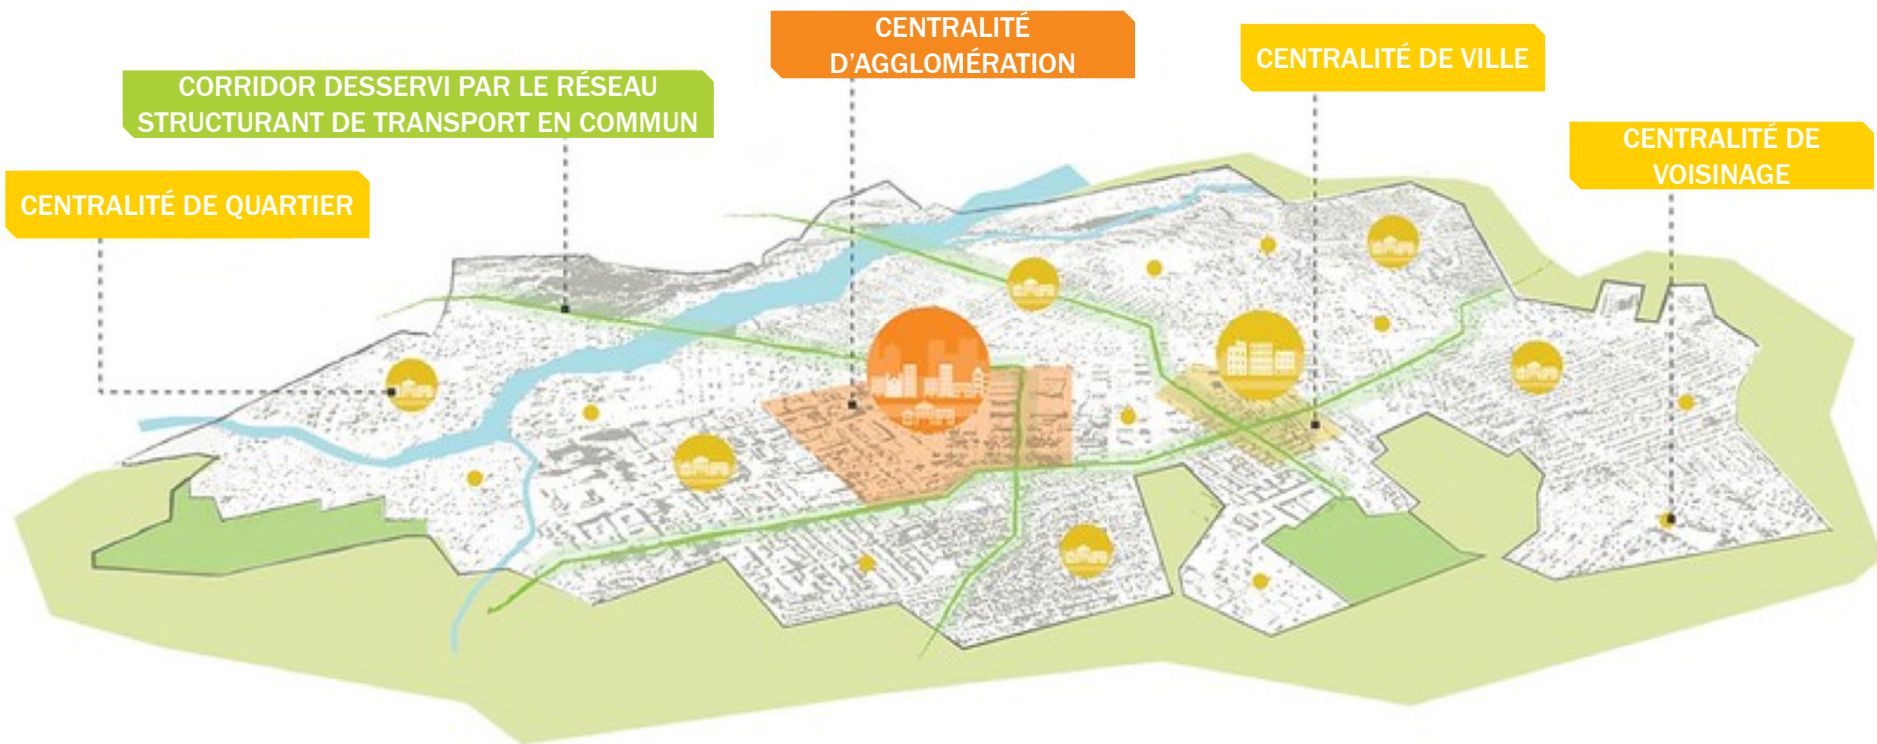 CENTRALITÉ
D'AGGLOMÉRATION
CENTRALITÉ DE VILLE
CORRIDOR DESSERVI PAR LE RÉSEAU
STRUCTURANT DE TRANSPORT EN COMMUN
CENTRALITÉ DE
VOISINAGE
CENTRALITÉ DE QUARTIER